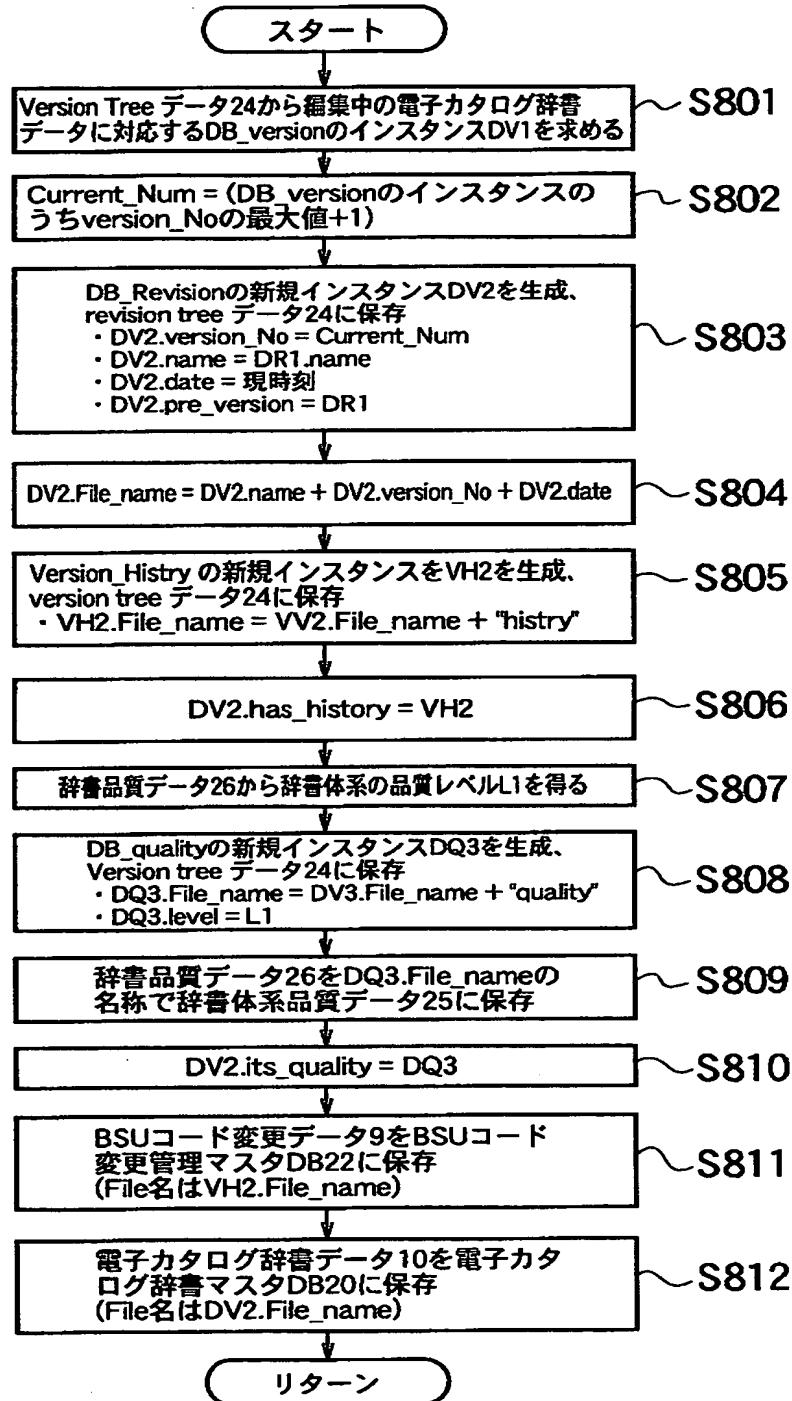 スタート
Version Tree データ24から編集中の電子カタログ辞書
データに対応するDB_versionのインスタンスDV1を求める
S801
Current_Num = (DB_versionのインスタンスの
うちversion_Noの最大値+1)
S802
DB_Revisionの新規インスタンスDV2を生成、
revision tree データ24に保存
・DV2.version_No = Current_Num
・DV2.name = DR1.name
・DV2.date = 現時刻
・DV2.pre_version = DR1
S803
DV2.File_name = DV2.name + DV2.version_No + DV2.date
S804
Version_Histry の新規インスタンスをVH2を生成、
version tree データ24に保存
・VH2.File_name = VV2.File_name + "histry"
S805
DV2.has_history = VH2
S806
辞書品質データ26から辞書体系の品質レベルL1を得る
S807
DB_qualityの新規インスタンスDQ3を生成、
Version tree データ24に保存
・DQ3.File_name = DV3.File_name + "quality"
・DQ3.level = L1
S808
辞書品質データ26をDQ3.File_nameの
名称で辞書体系品質データ25に保存
S809
DV2.its_quality = DQ3
S810
BSUコード変更データ9をBSUコード
変更管理マスタDB22に保存
(File名はVH2.File_name)
S811
電子カタログ辞書データ10を電子カタ
ログ辞書マスタDB20に保存
(File名はDV2.File_name)
S812
リターン